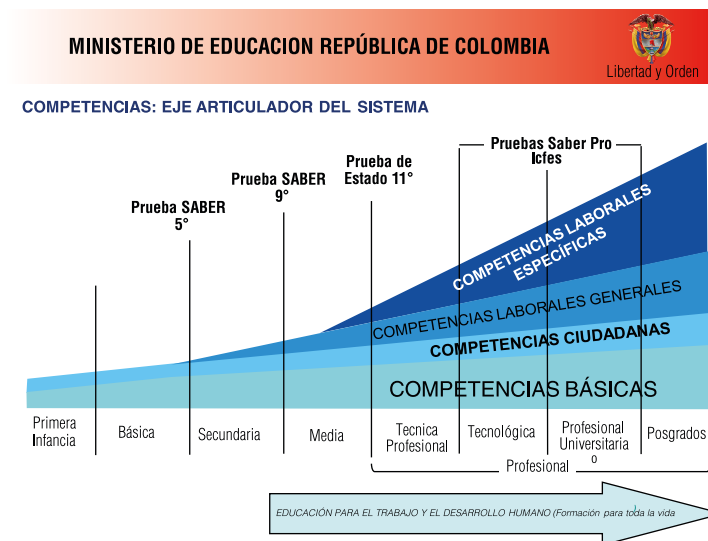 MINISTERIO DE EDUCACION REPÚBLICA DE COLOMBIA
Libertad y Orden
COMPETENCIAS: EJE ARTICULADOR DEL SISTEMA
Prueba SABER
5°
Prueba SABER
9°
Prueba de
Estado 11°
Pruebas Saber Pro
Icfes
COMPETENCIAS LABORALES
ESPECÍFICAS
COMPETENCIAS LABORALES GENERALES
COMPETENCIAS CIUDADANAS
COMPETENCIAS BÁSICAS
Primera
Infancia
Básica
Secundaria
Media
Tecnica
Profesional
Tecnológica
Profesional
Universitaria
o
Posgrados
Profesional
EDUCACIÓN PARA EL TRABAJO Y EL DESARROLLO HUMANO (Formación para toda la vida